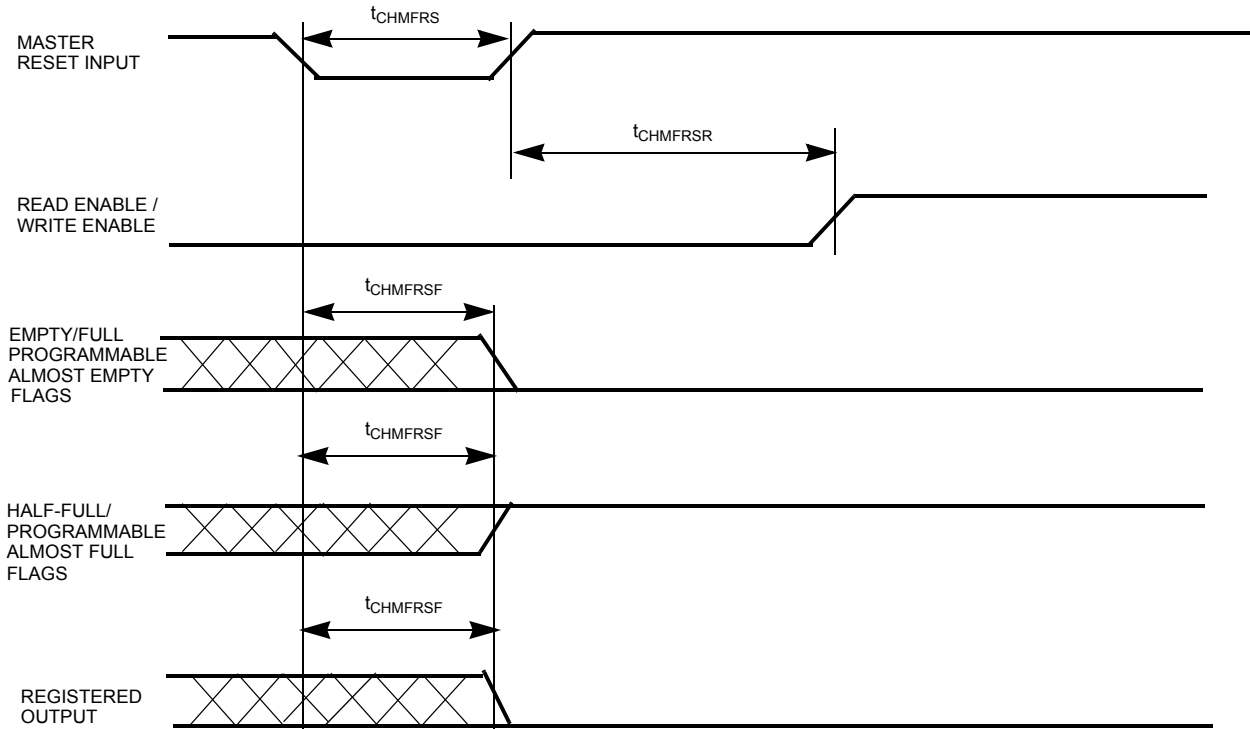 tCHMFRS
MASTER
RESET INPUT
tCHMFRSR
READ ENABLE /
WRITE ENABLE
tCHMFRSF
EMPTY/FULL
PROGRAMMABLE
ALMOST EMPTY
FLAGS
tCHMFRSF
HALF-FULL/
PROGRAMMABLE
ALMOST FULL
FLAGS
tCHMFRSF
REGISTERED
OUTPUT